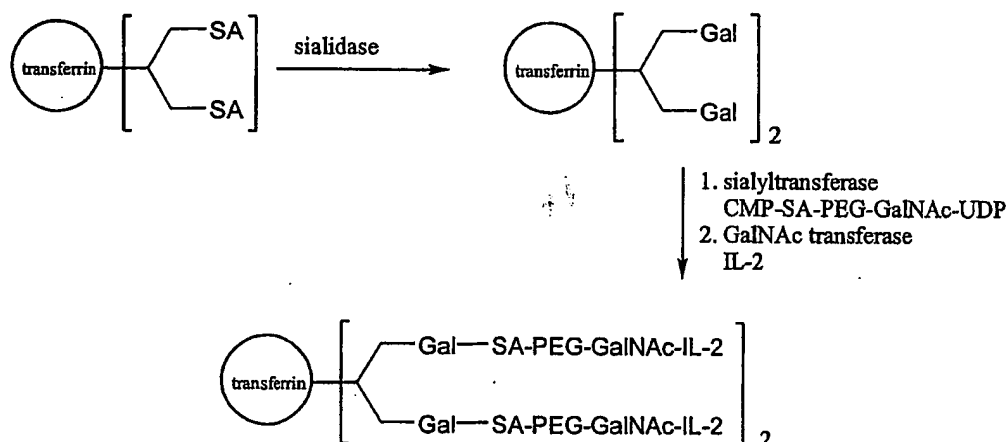 transferrin
SA
SA
sialidase
transferrin
Gal
Gal
2
1. sialyltransferase
CMP-SA-PEG-GalNAc-UDP
2. GalNAc transferase
IL-2
transferrin
Gal—SA-PEG-GalNAc-IL-2
Gal—SA-PEG-GalNAc-IL-2
2